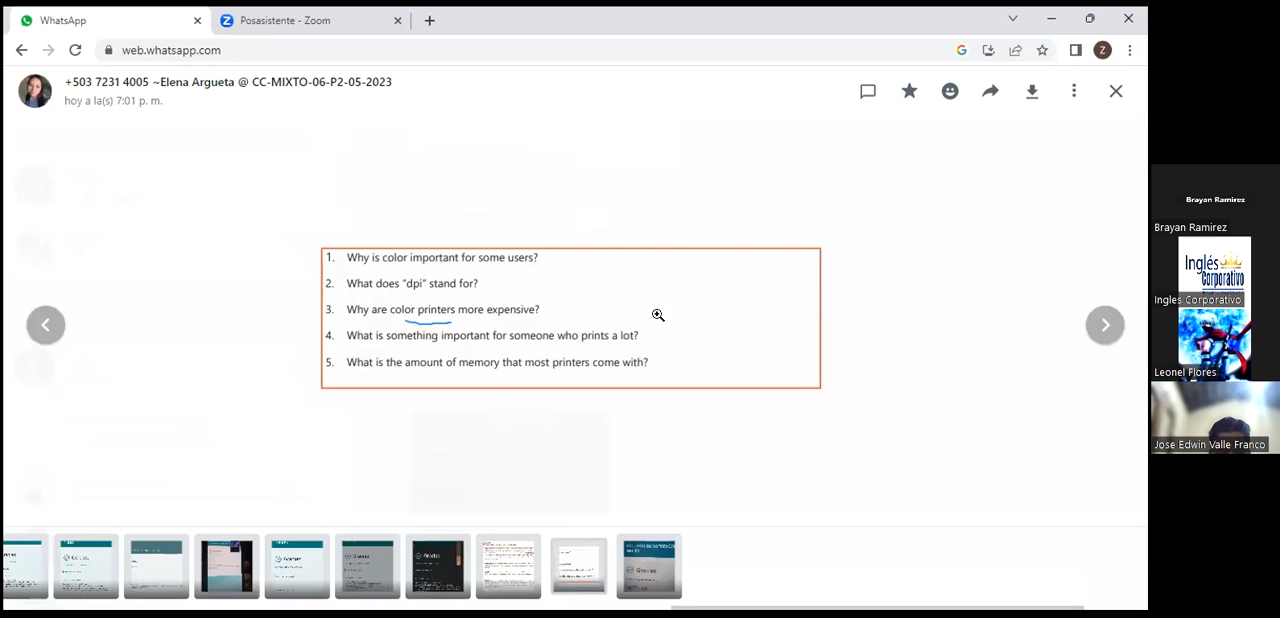 WhatsApp
Posasistente - Zoom
web.whatsapp.com
Z
+503 7231 4005 ~Elena Argueta @ CC-MIXTO-06-P2-05-2023
hoy a la(s) 7:01 p. m.
1. Why is color important for some users?
2. What does "dpi" stand for?
3. Why are color printers more expensive?
4. What is something important for someone who prints a lot?
5. What is the amount of memory that most printers come with?
Brayan Ramirez
Brayan Ramirez
Inglés
Corporativo
Ingles Corporativo
Leonel Flores
Jose Edwin Valle Franco